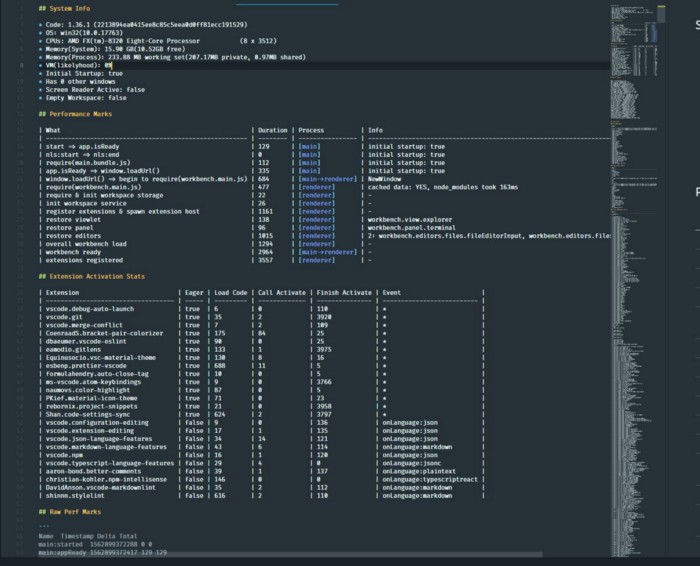 ## System Info
* Code: 1.36.1 (2213894ea0415ee8c85c5eea0d0ff81ecc191529)
* OS: win32(10.0.17763)
* CPUs: AMD FX(tm)-8320 Eight-Core Processor (8 x 3512)
* Memory(System): 15.90 GB(10.52GB free)
* Memory(Process): 233.88 MB working set(207.17MB private, 0.97MB shared)
* VM(likelyhood): 0%
* Initial Startup: true
* Has 0 other windows
* Screen Reader Active: false
* Empty Workspace: false
## Performance Marks
| What | Duration | Process | Info
| start → app.isReady | 129 | [main] | initial startup: true
| nls:start → nls:end | 0 | [main] | initial startup: true
| require(main.bundle.js) | 112 | [main] | initial startup: true
| app.isReady → window.loadUrl() | 335 | [main] | initial startup: true
| window.loadUrl() → begin to require(workbench.main.js) | 684 | [main→renderer] | NewWindow
| require(workbench.main.js) | 477 | [renderer] | cached data: YES, node_modules took 163ms
| require & init workspace storage | 22 | [renderer] | -
| init workspace service | 26 | [renderer] | -
| register extensions & spawn extension host | 1161 | [renderer] | -
| restore viewlet | 138 | [renderer] | workbench.view.explorer
| restore panel | 96 | [renderer] | workbench.panel.terminal
| restore editors | 1015 | [renderer] | 2: workbench.editors.files.fileEditorInput, workbench.editors.files
| overall workbench load | 1294 | [renderer] | -
| workbench ready | 2964 | [main→renderer] | -
| extensions registered | 3557 | [renderer] | -
## Extension Activation Stats
| Extension | Eager | Load Code | Call Activate | Finish Activate | Event |
| vscode.debug-auto-launch | true | 6 | 0 | 110 | *
| vscode.git | true | 35 | 2 | 3920 | *
| vscode.merge-conflict | true | 7 | 2 | 109 | *
| CoenraadS.bracket-pair-colorizer | true | 175 | 84 | 25 | *
| dbaeumer.vscode-eslint | true | 90 | 0 | 25 | *
| eamodio.gitlens | true | 133 | 1 | 3975 | *
| Equinusocio.vsc-material-theme | true | 130 | 8 | 16 | *
| esbenp.prettier-vscode | true | 688 | 11 | 5 | *
| formulahendry.auto-close-tag | true | 10 | 0 | 5 | *
| ms-vscode.atom-keybindings | true | 9 | 0 | 3766 | *
| naumovs.color-highlight | true | 87 | 0 | 5 | *
| PKief.material-icon-theme | true | 71 | 0 | 23 | *
| rebornix.project-snippets | true | 21 | 0 | 3958 | *
| Shan.code-settings-sync | true | 624 | 2 | 3797 | *
| vscode.configuration-editing | false | 9 | 0 | 136 | onLanguage:json |
| vscode.extension-editing | false | 17 | 1 | 135 | onLanguage:json |
| vscode.json-language-features | false | 34 | 14 | 121 | onLanguage:json |
| vscode.markdown-language-features | false | 43 | 6 | 114 | onLanguage:markdown |
| vscode.npm | false | 16 | 1 | 120 | onLanguage:json |
| vscode.typescript-language-features | false | 29 | 4 | 0 | onLanguage:jsonc |
| aaron-bond.better-comments | false | 39 | 1 | 137 | onLanguage:plaintext |
| christian-kohler.npm-intellisense | false | 146 | 0 | 0 | onLanguage:typescriptreact |
| DavidAnson.vscode-markdownlint | false | 35 | 2 | 112 | onLanguage:markdown |
| shinnn.stylelint | false | 616 | 2 | 110 | onLanguage:markdown |
## Raw Perf Marks
Name Timestamp Delta Total
main:started 1562899372288 0 0
main:appReady 1562899372417 129 129